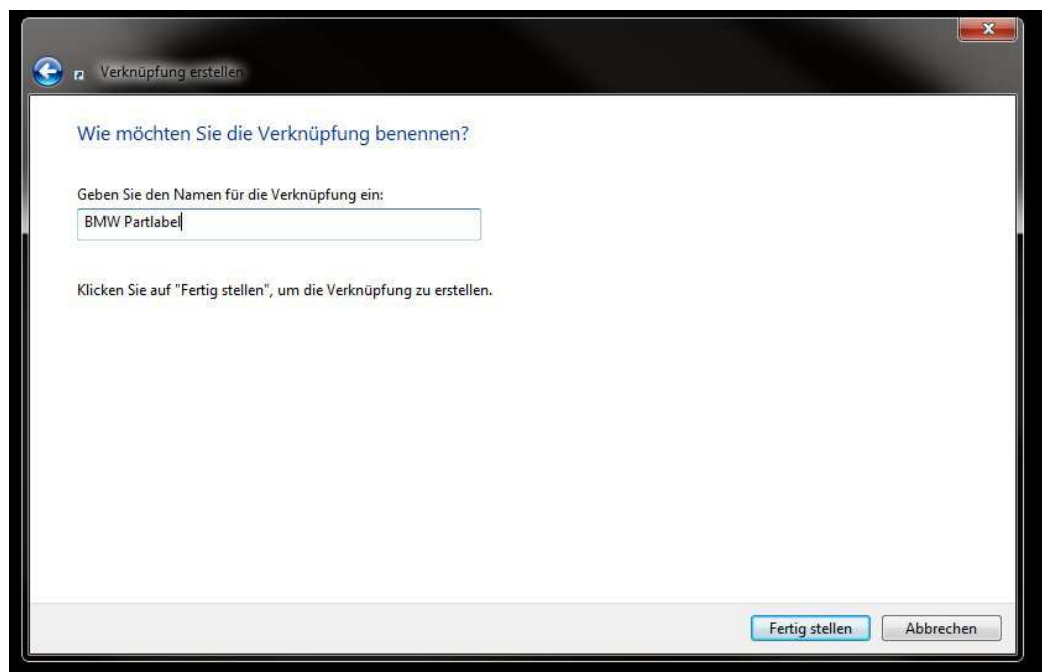 Verknüpfung erstellen
Wie möchten Sie die Verknüpfung benennen?
Geben Sie den Namen für die Verknüpfung ein:
BMW Partlabel
Klicken Sie auf "Fertig stellen", um die Verknüpfung zu erstellen.
Fertig stellen Abbrechen